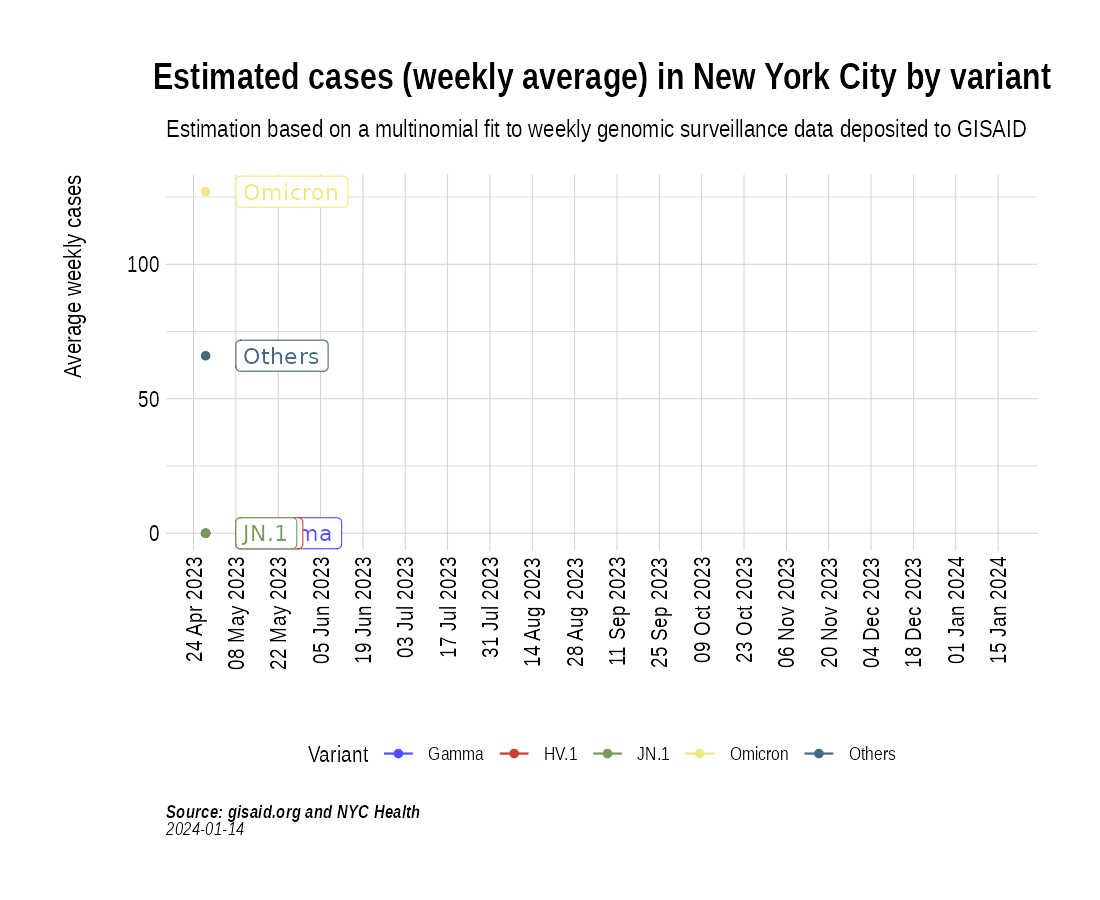 Estimated cases (weekly average) in New York City by variant
Estimation based on a multinomial fit to weekly genomic surveillance data deposited to GISAID
Average weekly cases
100
50
0
Omicron
Others
JN.1
ma
24 Apr 2023
08 May 2023
22 May 2023
05 Jun 2023
19 Jun 2023
03 Jul 2023
17 Jul 2023
31 Jul 2023
14 Aug 2023
28 Aug 2023
11 Sep 2023
25 Sep 2023
09 Oct 2023
23 Oct 2023
06 Nov 2023
20 Nov 2023
04 Dec 2023
18 Dec 2023
01 Jan 2024
15 Jan 2024
Variant Gamma HV.1 JN.1 Omicron Others
Source: gisaid.org and NYC Health
2024-01-14